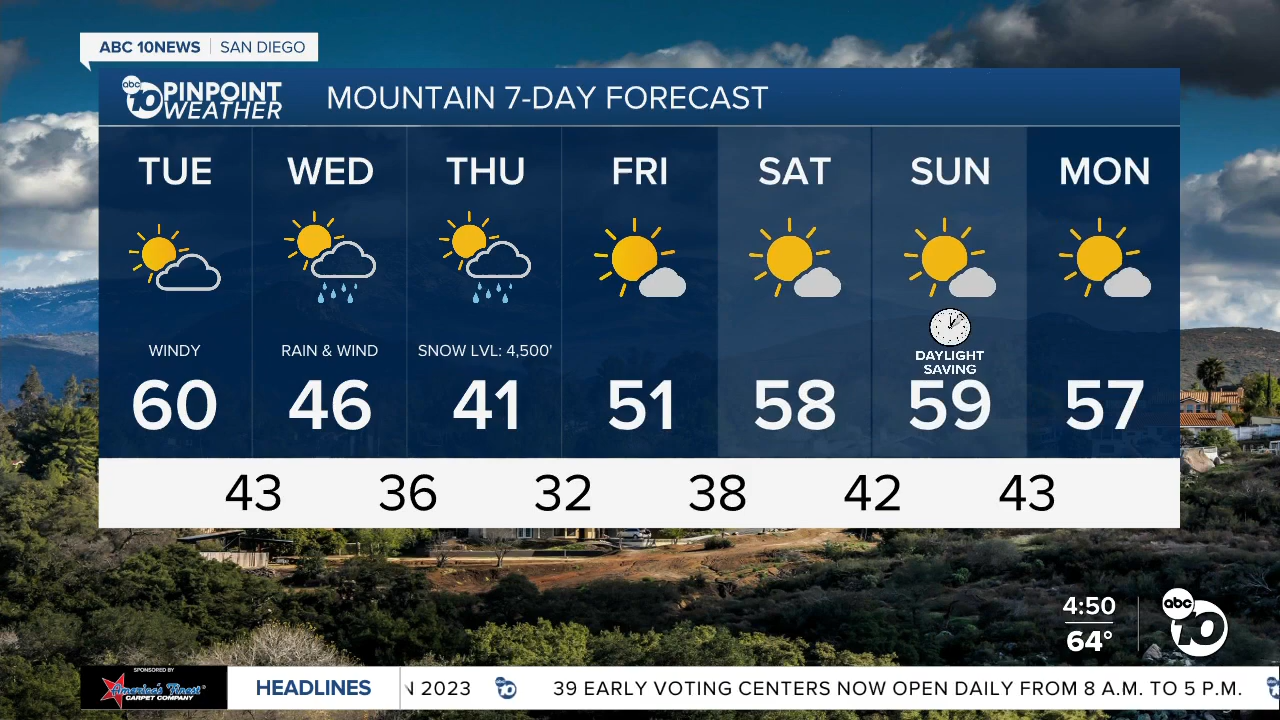 ABC 10NEWS | SAN DIEGO
abc 10 PINPOINT WEATHER
MOUNTAIN 7-DAY FORECAST
TUE WED THU FRI SAT SUN MON
WINDY RAIN & WIND SNOW LVL: 4,500' DAYLIGHT SAVING
60 46 41 51 58 59 57
43 36 32 38 42 43
4:50
64°
abc 10
SPONSORED BY
America's Finest
CARPET COMPANY
HEADLINES
2023 39 EARLY VOTING CENTERS NOW OPEN DAILY FROM 8 A.M. TO 5 P.M.